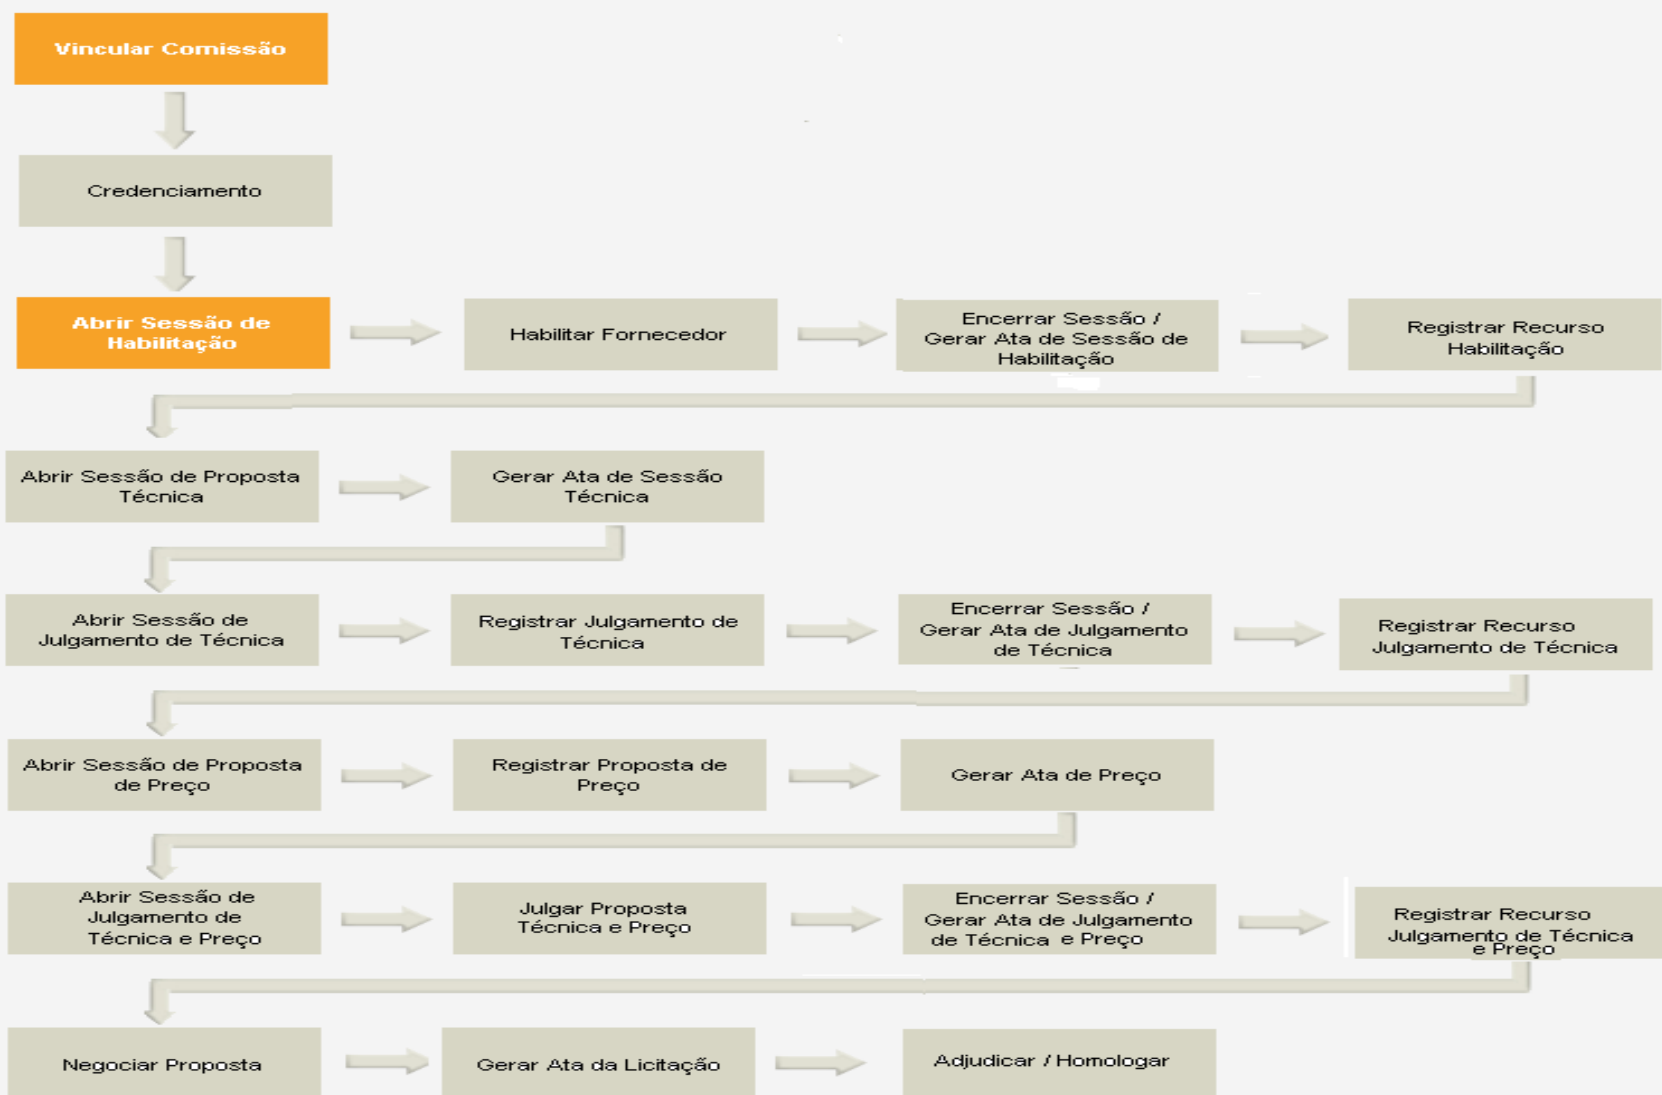 Vincular Comissão
Credenciamento
Abrir Sessão de
Habilitação
Habilitar Fornecedor
Encerrar Sessão /
Gerar Ata de Sessão de
Habilitação
Registrar Recurso
Habilitação
Abrir Sessão de Proposta
Técnica
Gerar Ata de Sessão
Técnica
Abrir Sessão de
Julgamento de Técnica
Registrar Julgamento de
Técnica
Encerrar Sessão /
Gerar Ata de Julgamento
de Técnica
Registrar Recurso
Julgamento de Técnica
Abrir Sessão de Proposta
de Preço
Registrar Proposta de
Preço
Gerar Ata de Preço
Abrir Sessão de
Julgamento de
Técnica e Preço
Julgar Proposta
Técnica e Preço
Encerrar Sessão /
Gerar Ata de Julgamento
de Técnica e Preço
Registrar Recurso
Julgamento de Técnica
e Preço
Negociar Proposta
Gerar Ata da Licitação
Adjudicar / Homologar